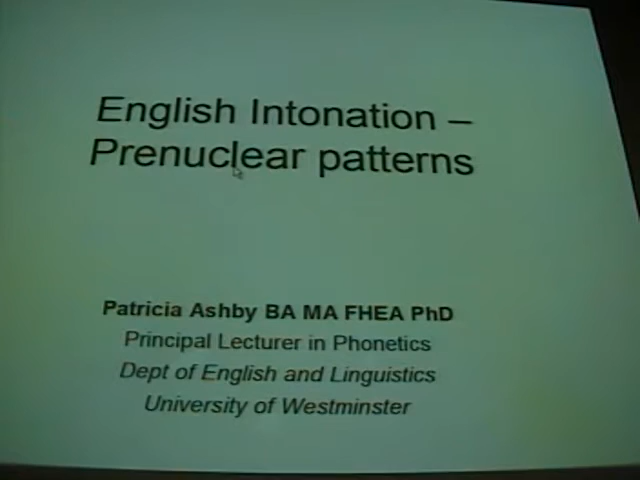 English Intonation –
Prenuclear patterns
Patricia Ashby BA MA FHEA PhD
Principal Lecturer in Phonetics
Dept of English and Linguistics
University of Westminster